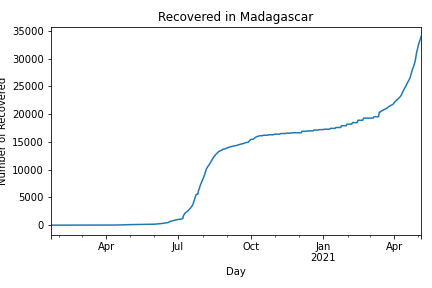 Recovered in Madagascar
Number of Recovered
35000
30000
25000
20000
15000
10000
5000
0
Apr
Jul
Oct
Jan
2021
Apr
Day